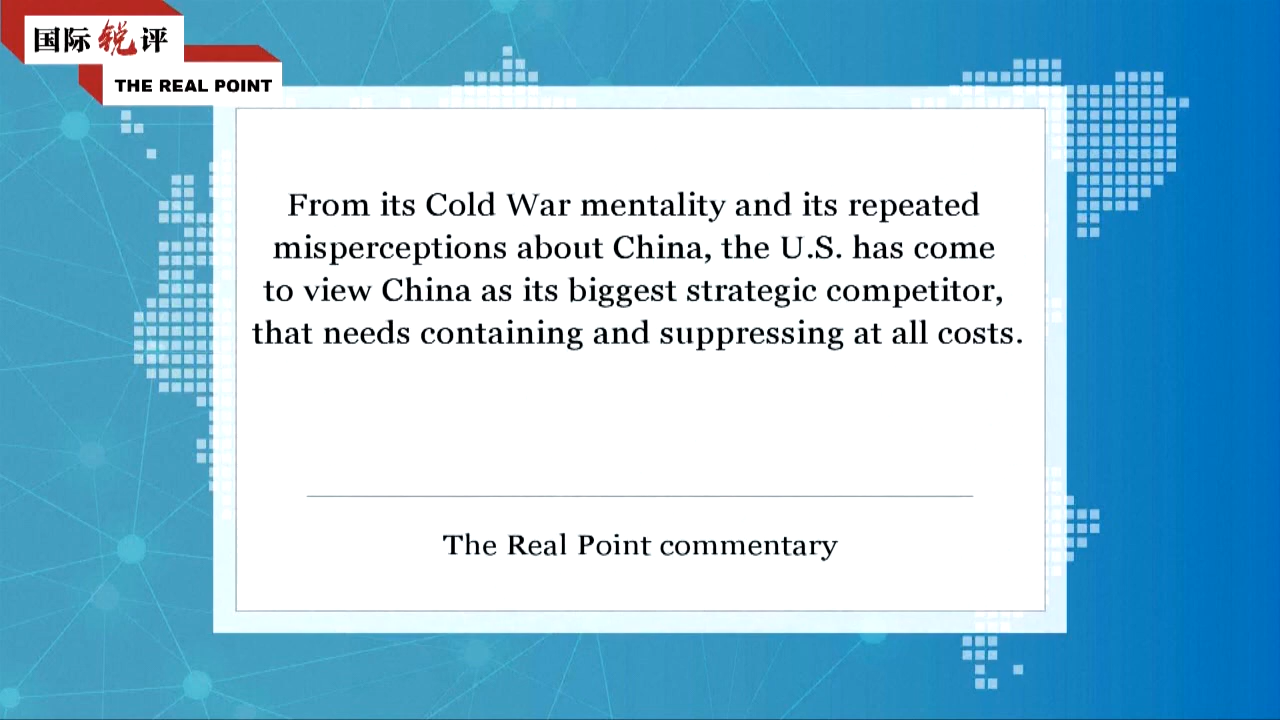 国际锐评
THE REAL POINT
From its Cold War mentality and its repeated
misperceptions about China, the U.S. has come
to view China as its biggest strategic competitor,
that needs containing and suppressing at all costs.
The Real Point commentary